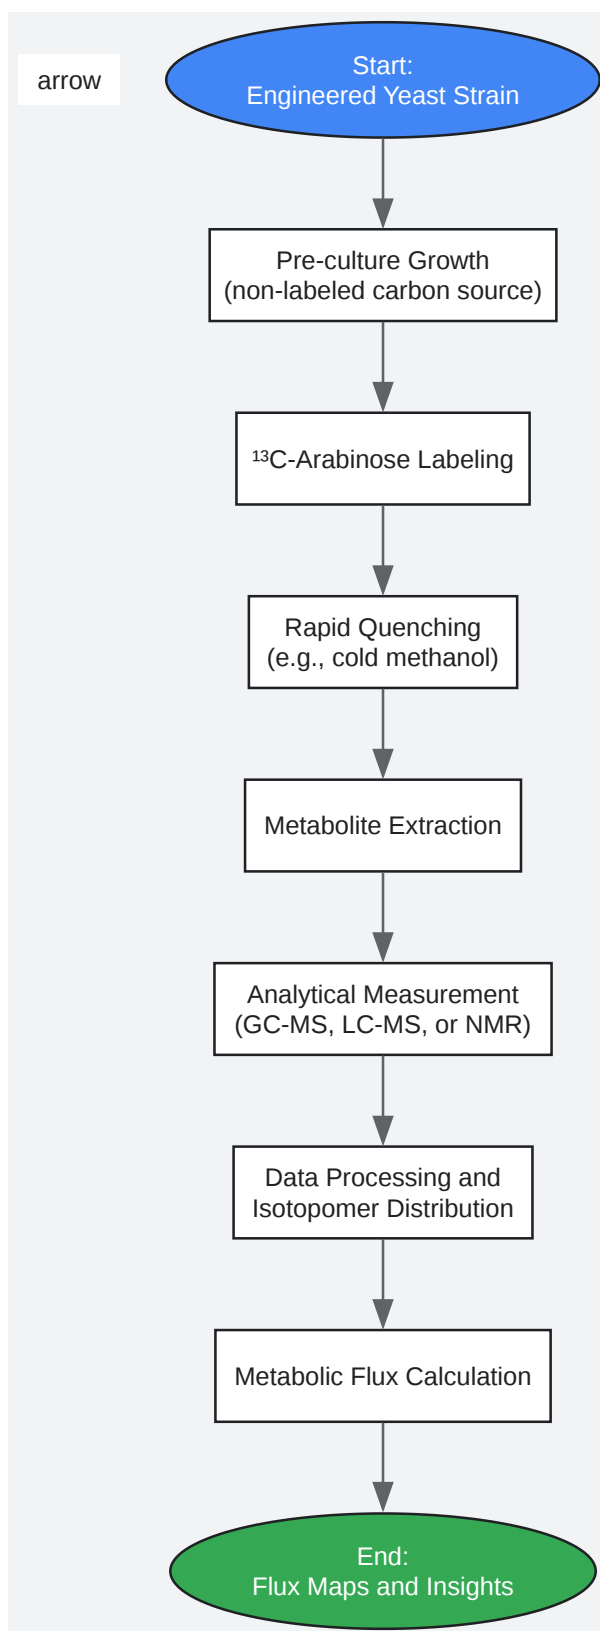 arrow
Start:
Engineered Yeast Strain
Pre-culture Growth
(non-labeled carbon source)
¹³C-Arabinose Labeling
Rapid Quenching
(e.g., cold methanol)
Metabolite Extraction
Analytical Measurement
(GC-MS, LC-MS, or NMR)
Data Processing and
Isotopomer Distribution
Metabolic Flux Calculation
End:
Flux Maps and Insights